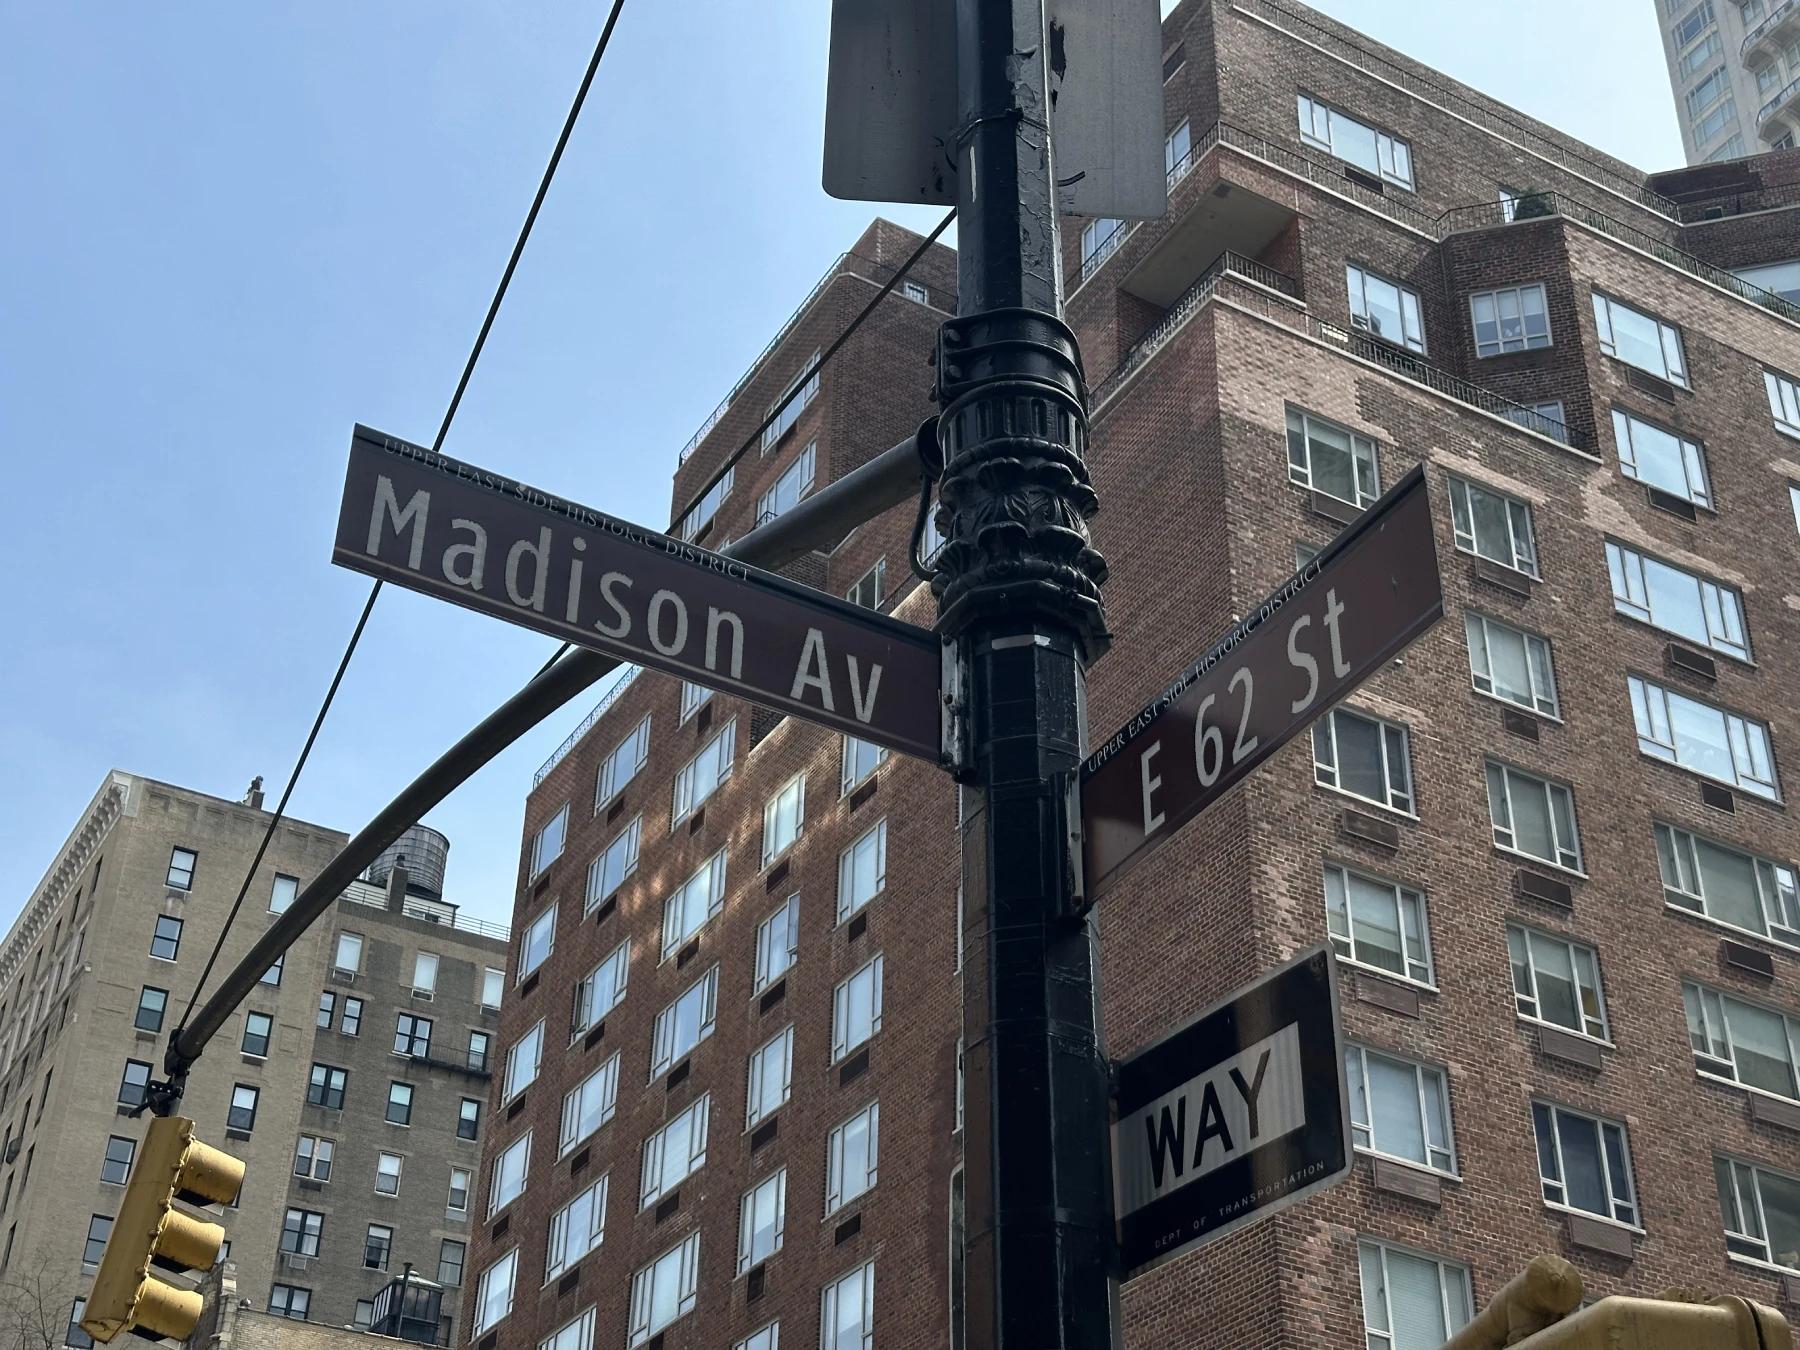 UPPER EAST SIDE HISTORIC DISTRICT
Madison Av
UPPER EAST SIDE HISTORIC DISTRICT
E 62 St
WAY
DEPT OF TRANSPORTATION